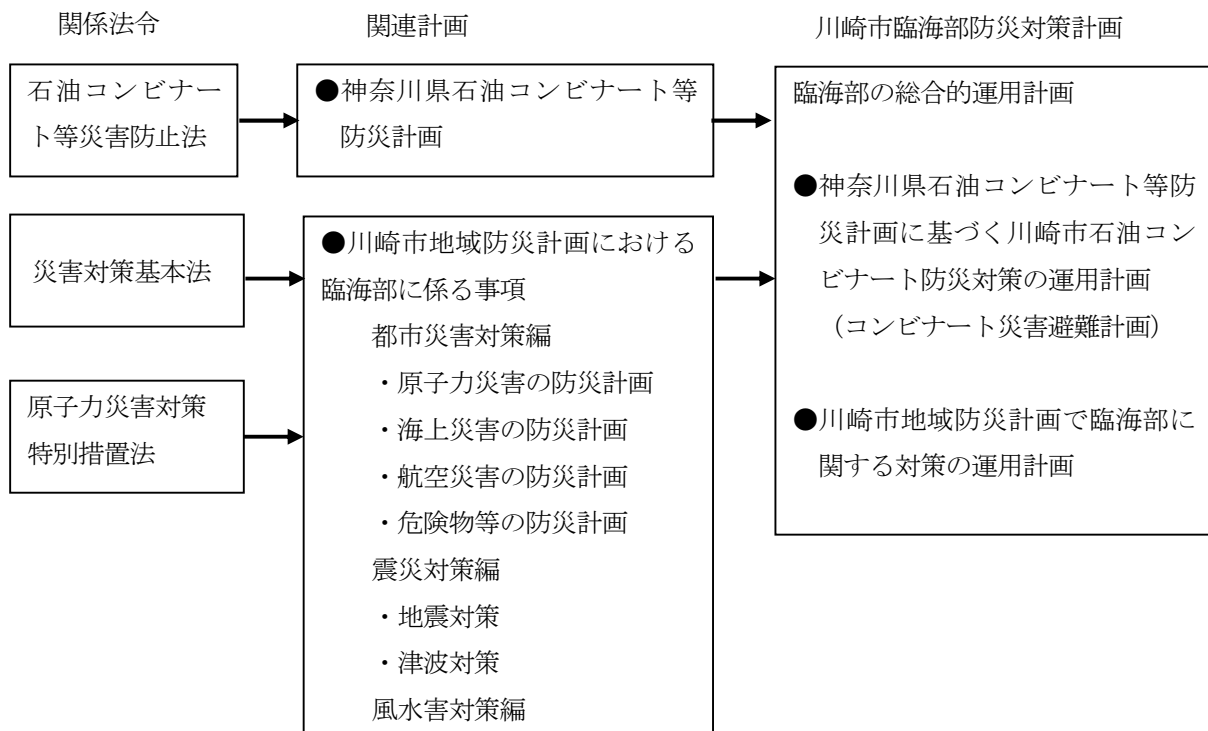 関係法令
関連計画
川崎市臨海部防災対策計画
石油コンビナー
ト等災害防止法
●神奈川県石油コンビナート等
防災計画
災害対策基本法
原子力災害対策
特別措置法
●川崎市地域防災計画における
臨海部に係る事項
都市災害対策編
・原子力災害の防災計画
・海上災害の防災計画
・航空災害の防災計画
・危険物等の防災計画
震災対策編
・地震対策
・津波対策
風水害対策編
臨海部の総合的運用計画
●神奈川県石油コンビナート等防
災計画に基づく川崎市石油コン
ビナート防災対策の運用計画
(コンビナート災害避難計画)
●川崎市地域防災計画で臨海部に
関する対策の運用計画